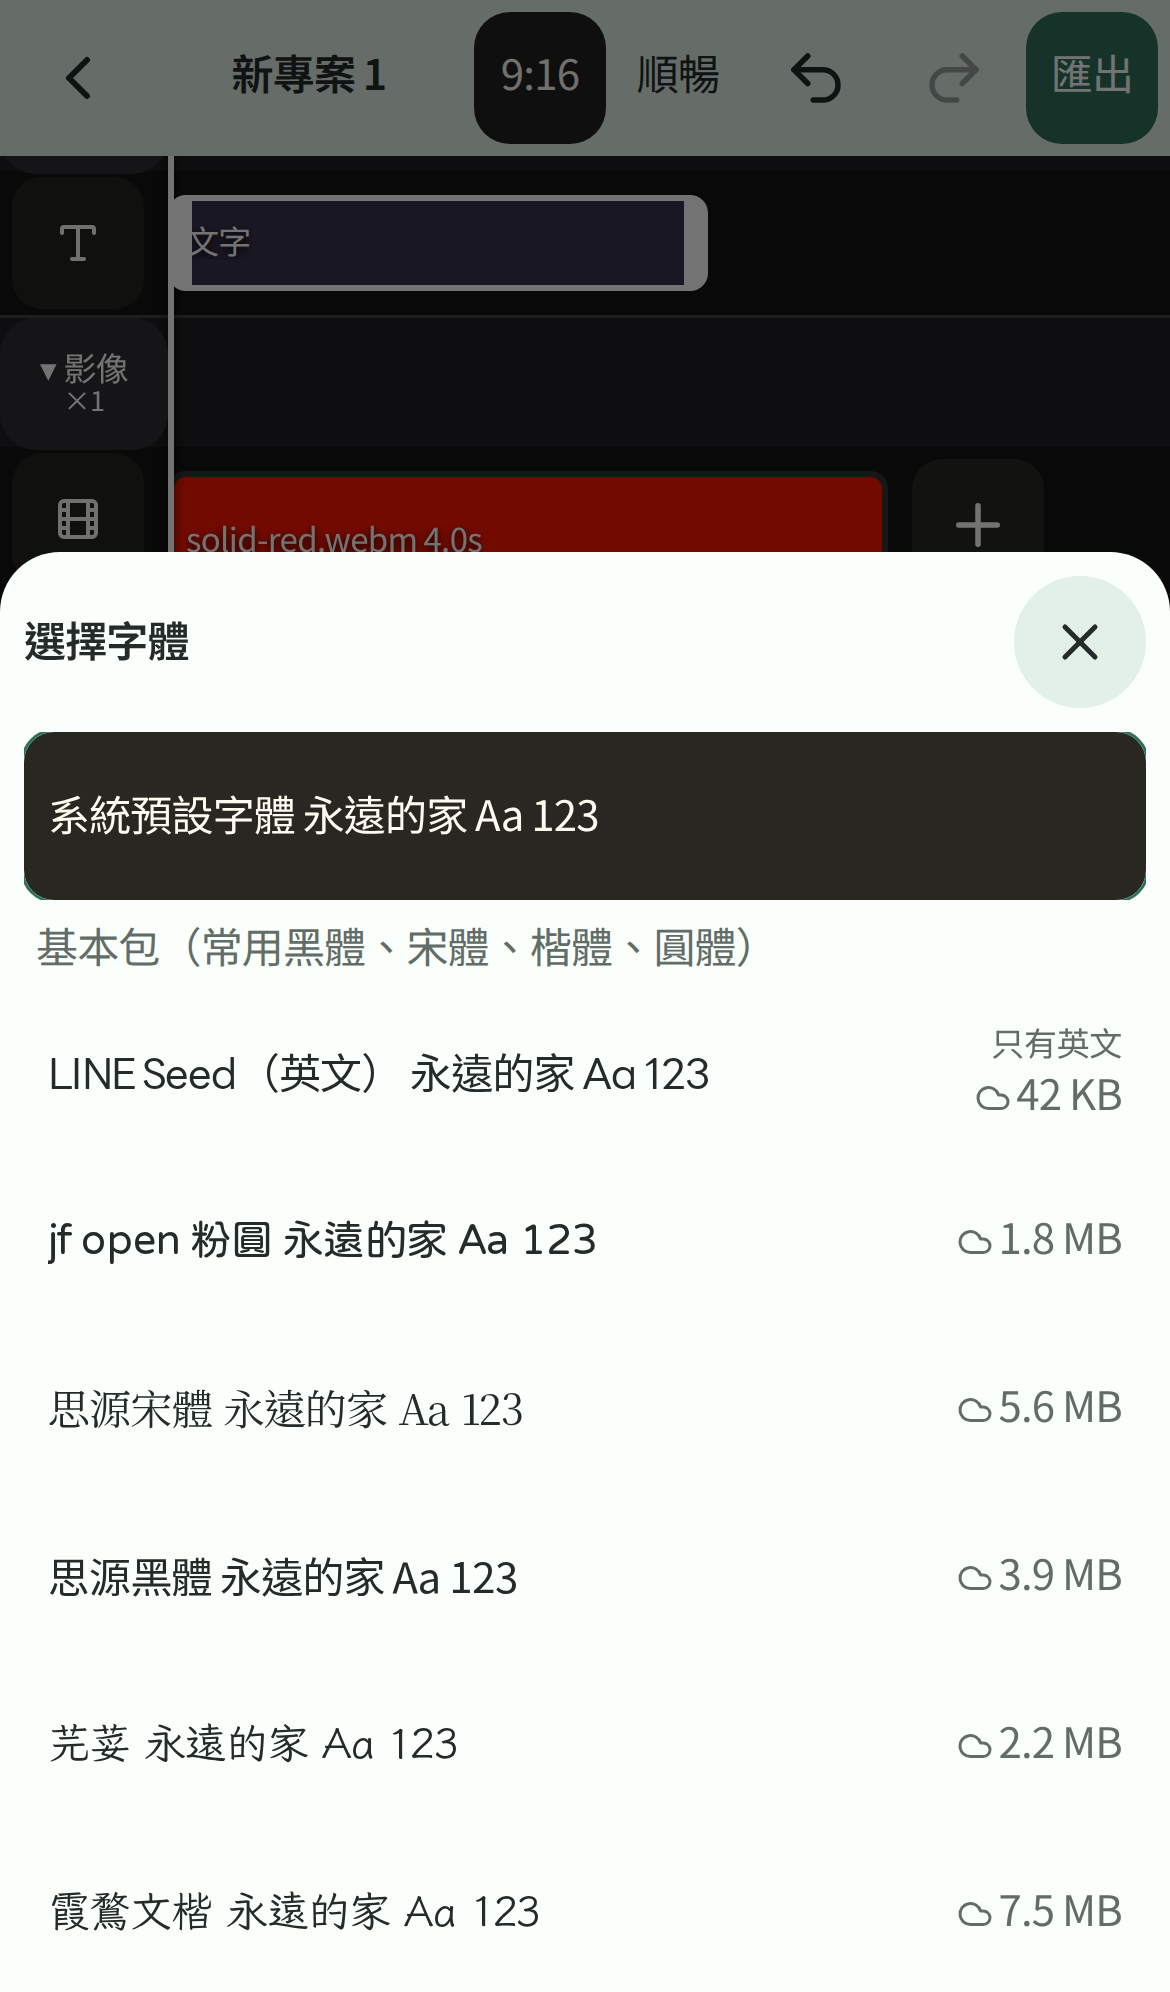 新專案 1
9:16
順暢
匯出
文字
▾ 影像
×1
solid-red.webm 4.0s
選擇字體
系統預設字體 永遠的家 Aa 123
基本包（常用黑體、宋體、楷體、圓體）
LINE Seed（英文） 永遠的家 Aa 123
只有英文
42 KB
jf open 粉圓 永遠的家 Aa 123
1.8 MB
思源宋體 永遠的家 Aa 123
5.6 MB
思源黑體 永遠的家 Aa 123
3.9 MB
芫荽 永遠的家 Aa 123
2.2 MB
霞鶩文楷 永遠的家 Aa 123
7.5 MB